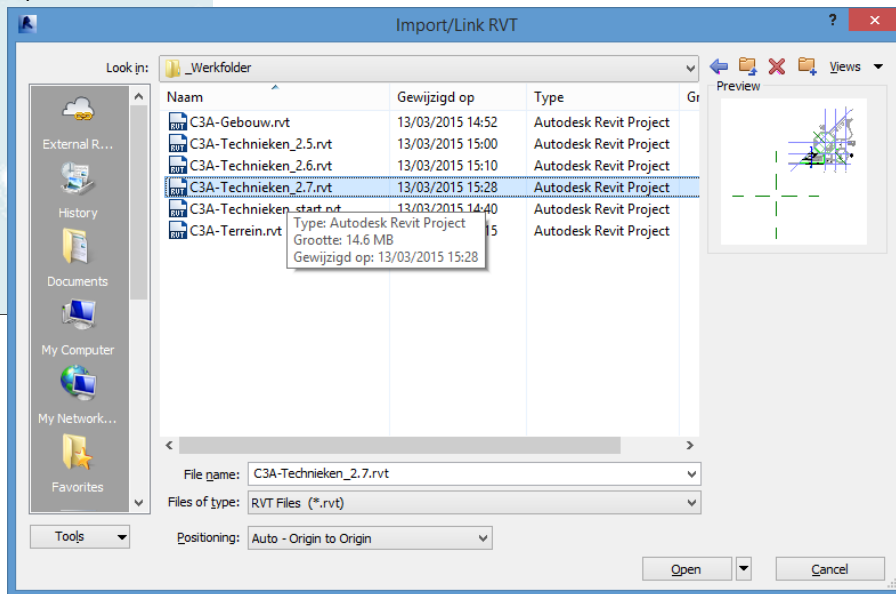 Import/Link RVT
?
Look in: _Werkfolder Views
Preview
Naam Gewijzigd op Type Gr
C3A-Gebouw.rvt 13/03/2015 14:52 Autodesk Revit Project
C3A-Technieken_2.5.rvt 13/03/2015 15:00 Autodesk Revit Project
C3A-Technieken_2.6.rvt 13/03/2015 15:10 Autodesk Revit Project
C3A-Technieken_2.7.rvt 13/03/2015 15:28 Autodesk Revit Project
C3A-Technieken_start.rvt 13/03/2015 14:40 Autodesk Revit Project
C3A-Terrein.rvt 15 Autodesk Revit Project
Type: Autodesk Revit Project
Grootte: 14.6 MB
Gewijzigd op: 13/03/2015 15:28
External R...
History
Documents
My Computer
My Network...
Favorites
File name: C3A-Technieken_2.7.rvt
Files of type: RVT Files (*.rvt)
Tools
Positioning: Auto - Origin to Origin
Open
Cancel